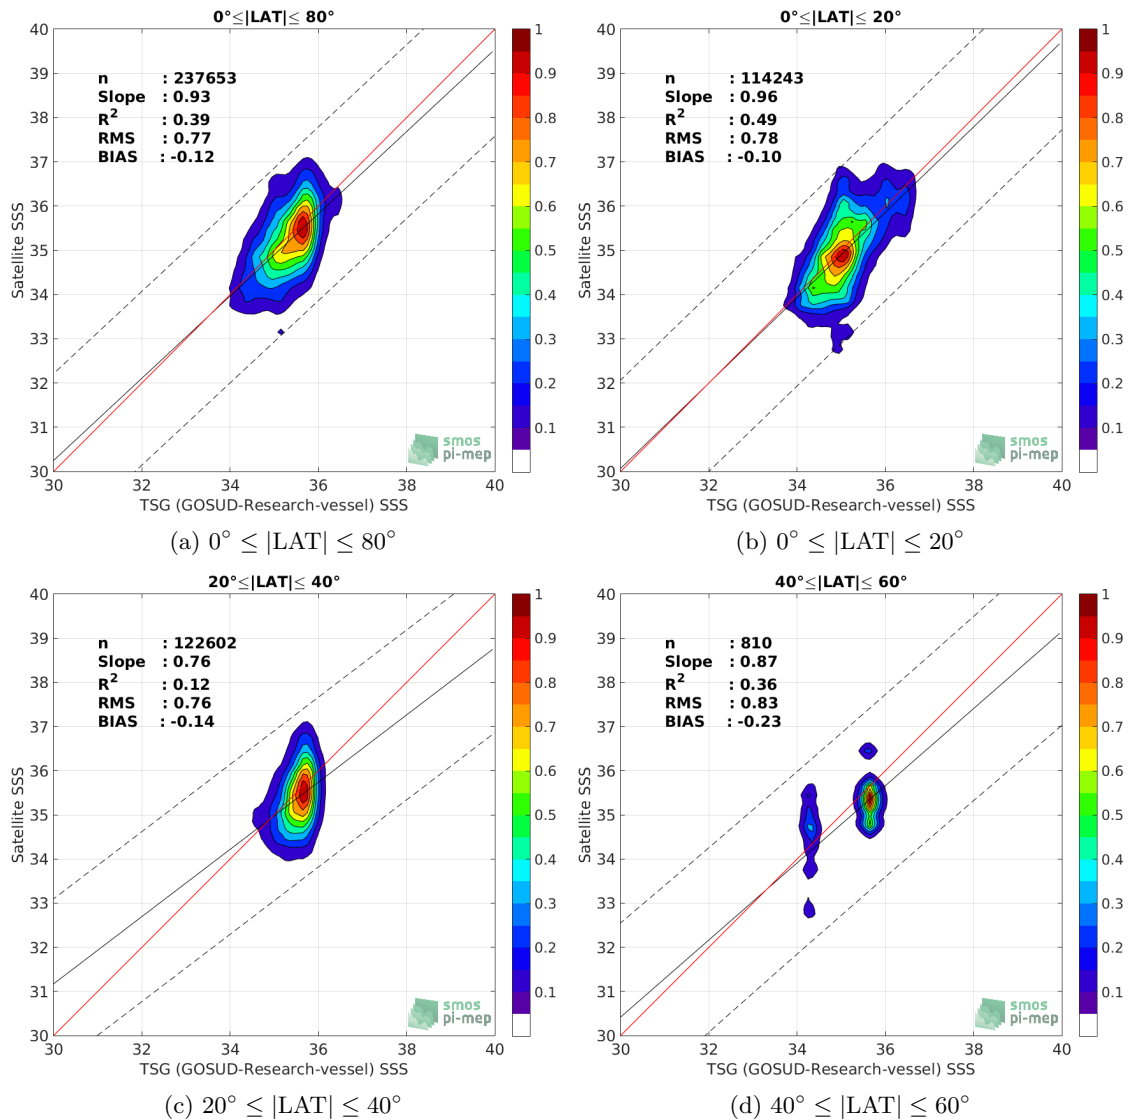 0°≤|LAT|≤ 80°
n : 237653
Slope : 0.93
R² : 0.39
RMS : 0.77
BIAS : -0.12
Satellite SSS
40
39
38
37
36
35
34
33
32
31
30
30 32 34 36 38 40
TSG (GOSUD-Research-vessel) SSS
1
0.9
0.8
0.7
0.6
0.5
0.4
0.3
0.2
0.1
smos
pi-mep
(a) 0° ≤ |LAT| ≤ 80°
0°≤|LAT|≤ 20°
n : 114243
Slope : 0.96
R² : 0.49
RMS : 0.78
BIAS : -0.10
Satellite SSS
40
39
38
37
36
35
34
33
32
31
30
30 32 34 36 38 40
TSG (GOSUD-Research-vessel) SSS
1
0.9
0.8
0.7
0.6
0.5
0.4
0.3
0.2
0.1
smos
pi-mep
(b) 0° ≤ |LAT| ≤ 20°
20°≤|LAT|≤ 40°
n : 122602
Slope : 0.76
R² : 0.12
RMS : 0.76
BIAS : -0.14
Satellite SSS
40
39
38
37
36
35
34
33
32
31
30
30 32 34 36 38 40
TSG (GOSUD-Research-vessel) SSS
1
0.9
0.8
0.7
0.6
0.5
0.4
0.3
0.2
0.1
smos
pi-mep
(c) 20° ≤ |LAT| ≤ 40°
40°≤|LAT|≤ 60°
n : 810
Slope : 0.87
R² : 0.36
RMS : 0.83
BIAS : -0.23
Satellite SSS
40
39
38
37
36
35
34
33
32
31
30
30 32 34 36 38 40
TSG (GOSUD-Research-vessel) SSS
1
0.9
0.8
0.7
0.6
0.5
0.4
0.3
0.2
0.1
smos
pi-mep
(d) 40° ≤ |LAT| ≤ 60°